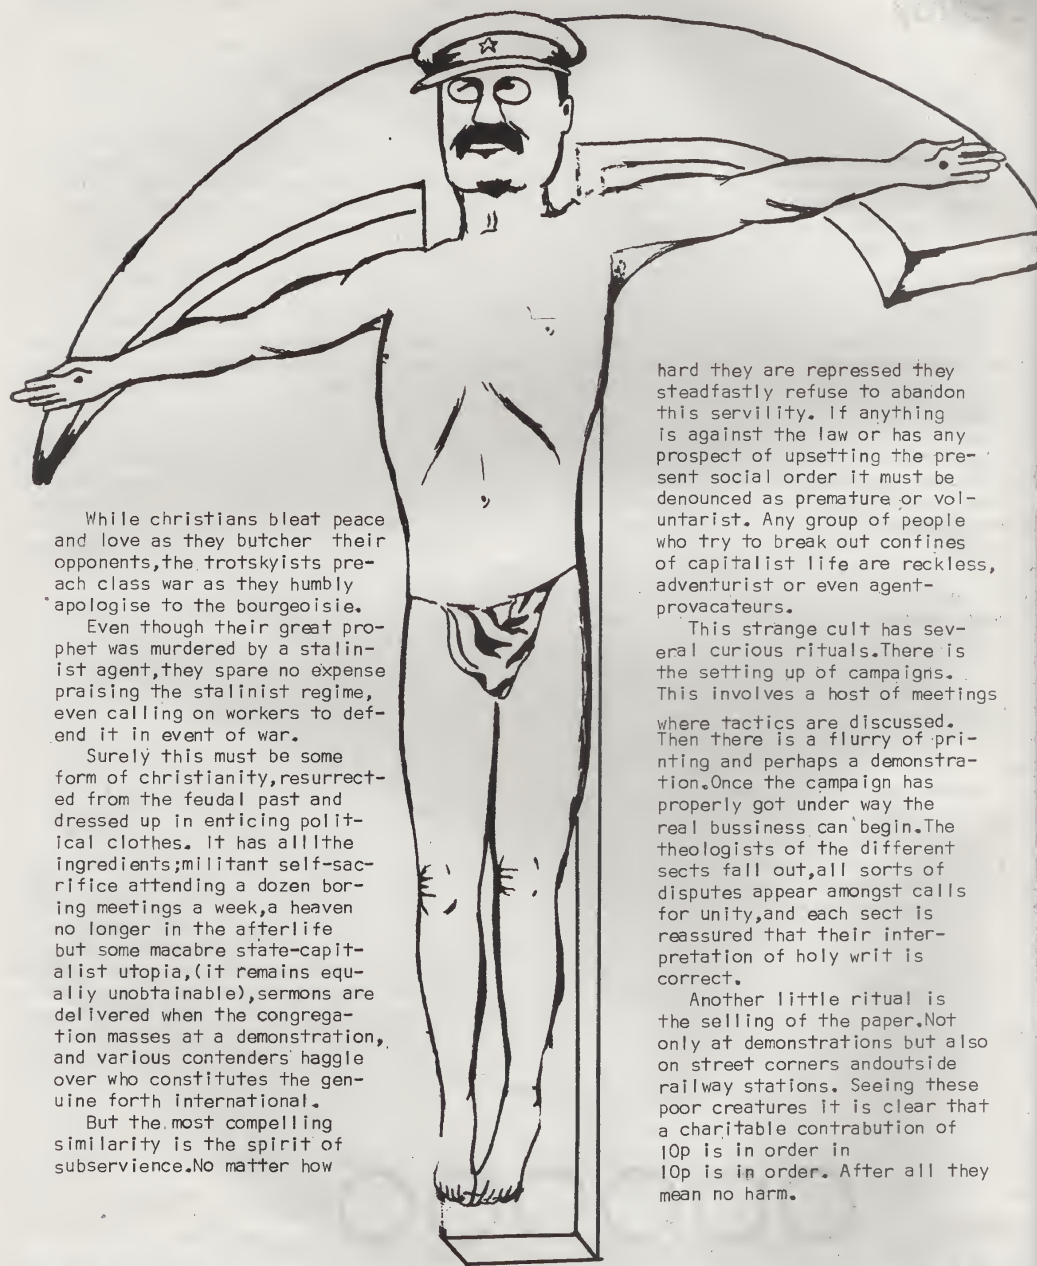 While christians bleat peace
and love as they butcher their
opponents,the trotskyists pre-
ach class war as they humbly
apologise to the bourgeoisie.
Even though their great pro-
phet was murdered by a stalin-
ist agent,they spare no expense
praising the stalinist regime,
even calling on workers to def-
end it in event of war.
Surely this must be some
form of christianity,resurrect-
ed from the feudal past and
dressed up in enticing polit-
ical clothes. It has allthe
ingredients;militant self-sac-
rifice attending a dozen bor-
ing meetings a week,a heaven
no longer in the afterlife
but some macabre state-capit-
alist utopia,(it remains equ-
ally unobtainable),sermons are
delivered when the congrega-
tion masses at a demonstration,
and various contenders haggle
over who constitutes the gen-
uine forth international.
But the most compelling
similarity is the spirit of
subservience.No matter how
hard they are repressed they
steadfastly refuse to abandon
this servility. If anything
is against the law or has any
prospect of upsetting the pre-
sent social order it must be
denounced as premature or vol-
untarist. Any group of people
who try to break out confines
of capitalist life are reckless,
adventurist or even agent-
provacateurs.
This strange cult has sev-
eral curious rituals.There is
the setting up of campaigns.
This involves a host of meetings
where tactics are discussed.
Then there is a flurry of pri-
nting and perhaps a demonstra-
tion.Once the campaign has
properly got under way the
real bussiness can begin.The
theologists of the different
sects fall out,all sorts of
disputes appear amongst calls
for unity,and each sect is
reassured that their inter-
pretation of holy writ is
correct.
Another little ritual is
the selling of the paper.Not
only at demonstrations but also
on street corners andoutside
railway stations. Seeing these
poor creatures it is clear that
a charitable contrabution of
10p is in order in
10p is in order. After all they
mean no harm.